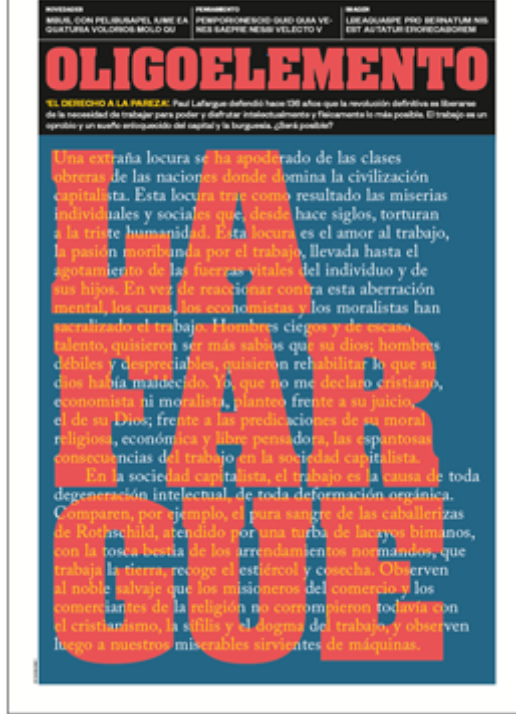 NOVEDADES
MBUS, CON PELIBUSAPEL IUME EA
QUATURIA VOLORIOS MOLO QU
PENSAMIENTO
PEMPORIONESCID QUID QUIA VE-
NES SAEPRE NESSI VELECTO V
IMAGEN
LBEAQUASPE PRO BERNATUM NIS
EST AUTATUR ERORECABOREM
OLIGOELEMENTO
'EL DERECHO A LA PAREZA'. Paul Lafargue defendió hace 136 años que la revolución definitiva es liberarse
de la necesidad de trabajar para poder y disfrutar intelectualmente y físicamente lo más posible. El trabajo es un
oprobio y un sueño enloquecido del capital y la burguesía. ¿Será posible?
LA
FAR
GUE
Una extraña locura se ha apoderado de las clases
obreras de las naciones donde domina la civilización
capitalista. Esta locura trae como resultado las miserias
individuales y sociales que, desde hace siglos, torturan
a la triste humanidad. Esta locura es el amor al trabajo,
la pasión moribunda por el trabajo, llevada hasta el
agotamiento de las fuerzas vitales del individuo y de
sus hijos. En vez de reaccionar contra esta aberración
mental, los curas, los economistas y los moralistas han
sacralizado el trabajo. Hombres ciegos y de escaso
talento, quisieron ser más sabios que su dios; hombres
débiles y despreciables, quisieron rehabilitar lo que su
dios había maldecido. Yo, que no me declaro cristiano,
economista ni moralista, planteo frente a su juicio,
el de su Dios; frente a las predicaciones de su moral
religiosa, económica y libre pensadora, las espantosas
consecuencias del trabajo en la sociedad capitalista.
En la sociedad capitalista, el trabajo es la causa de toda
degeneración intelectual, de toda deformación orgánica.
Comparen, por ejemplo, el pura sangre de las caballerizas
de Rothschild, atendido por una turba de lacayos bimanos,
con la tosca bestia de los arrendamientos normandos, que
trabaja la tierra, recoge el estiércol y cosecha. Observen
al noble salvaje que los misioneros del comercio y los
comerciantes de la religión no corrompieron todavía con
el cristianismo, la sífilis y el dogma del trabajo, y observen
luego a nuestros miserables sirvientes de máquinas.